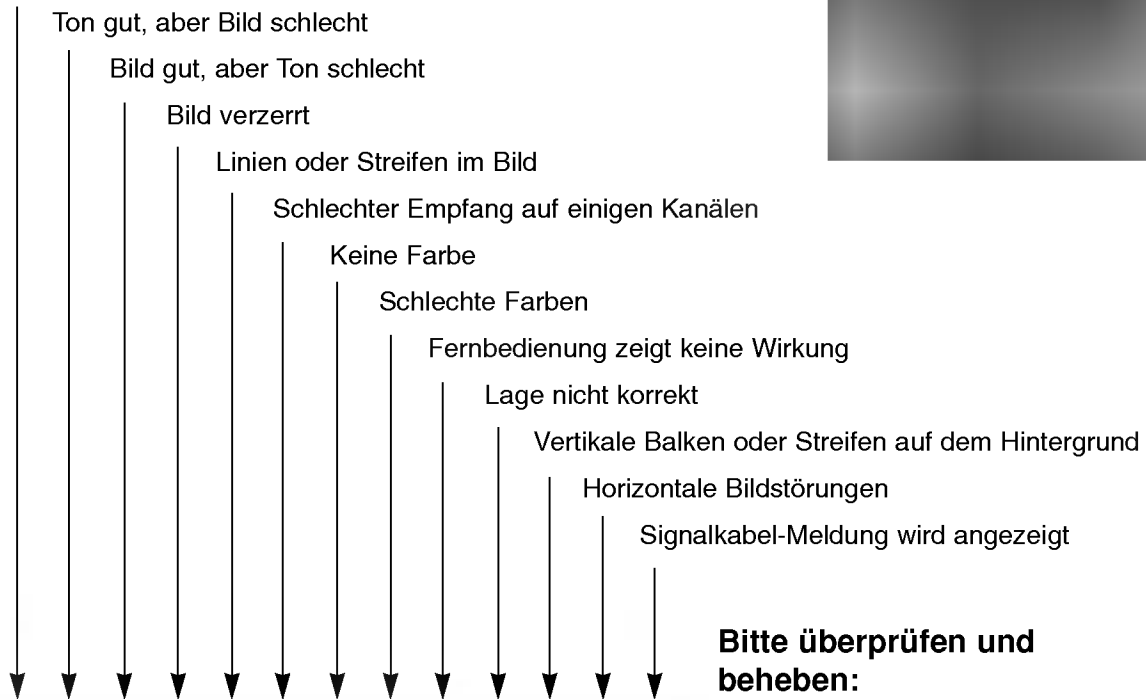 Ton gut, aber Bild schlecht
Bild gut, aber Ton schlecht
Bild verzerrt
Linien oder Streifen im Bild
Schlechter Empfang auf einigen Kanälen
Keine Farbe
Schlechte Farben
Fernbedienung zeigt keine Wirkung
Lage nicht korrekt
Vertikale Balken oder Streifen auf dem Hintergrund
Horizontale Bildstörungen
Signalkabel-Meldung wird angezeigt
Bitte überprüfen und
beheben: